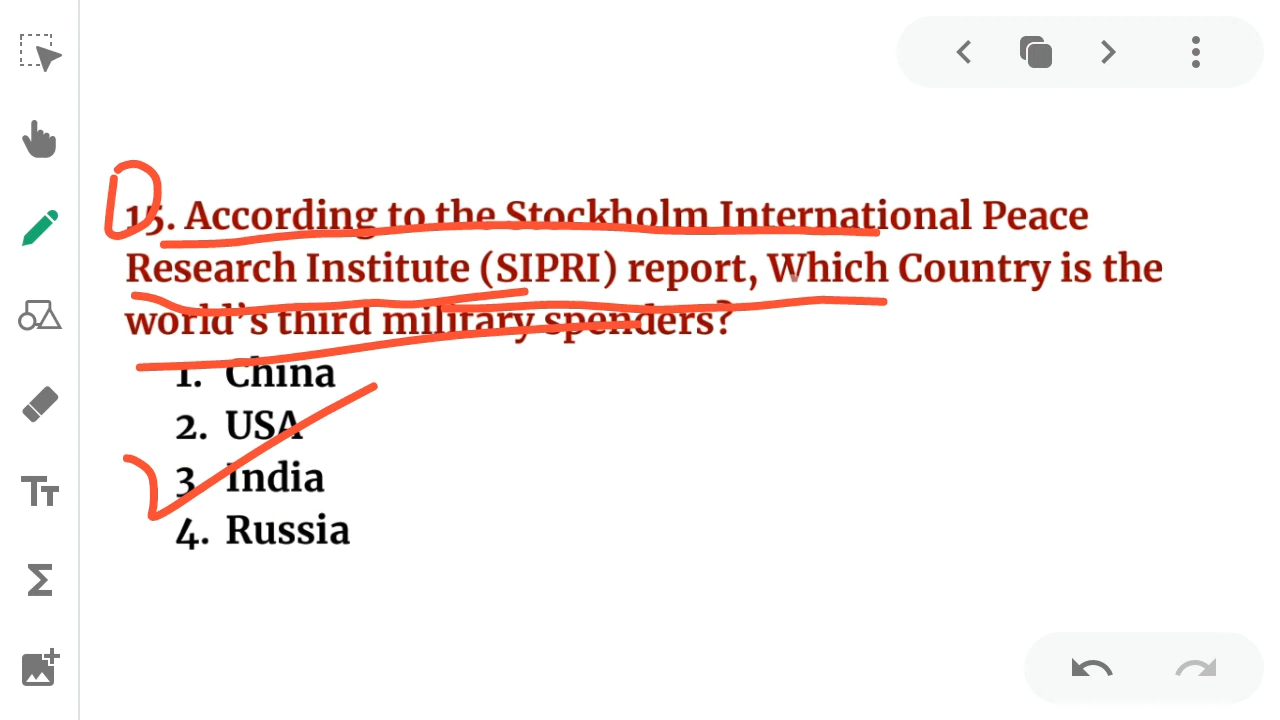 15. According to the Stockholm International Peace
Research Institute (SIPRI) report, Which Country is the
world's third military spenders?
1. China
2. USA
3. India
4. Russia